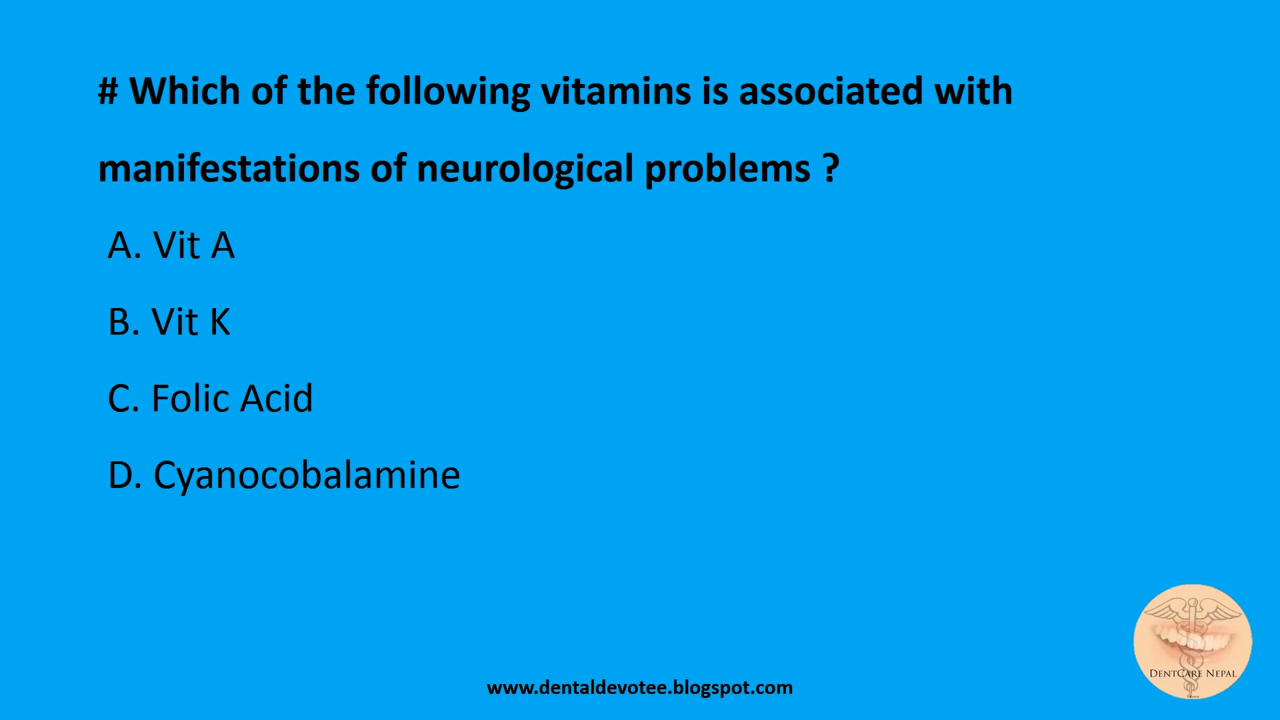 # Which of the following vitamins is associated with
manifestations of neurological problems ?
A. Vit A
B. Vit K
C. Folic Acid
D. Cyanocobalamine
DENTCARE NEPAL
www.dentaldevotee.blogspot.com